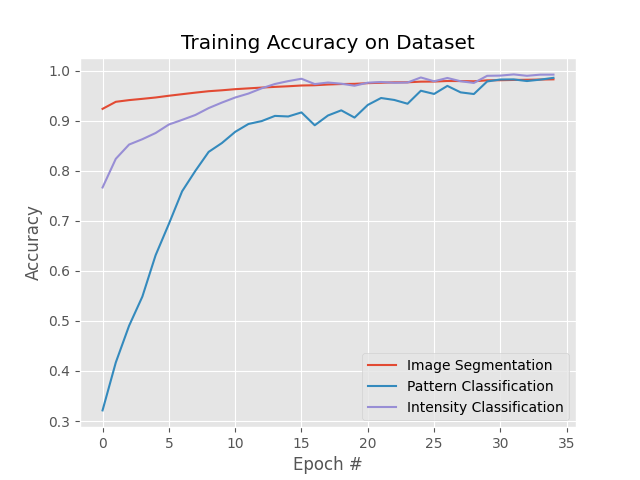 Training Accuracy on Dataset
1.0
0.9
0.8
0.7
0.6
0.5
0.4
0.3
Accuracy
0 5 10 15 20 25 30 35
Epoch #
Image Segmentation
Pattern Classification
Intensity Classification